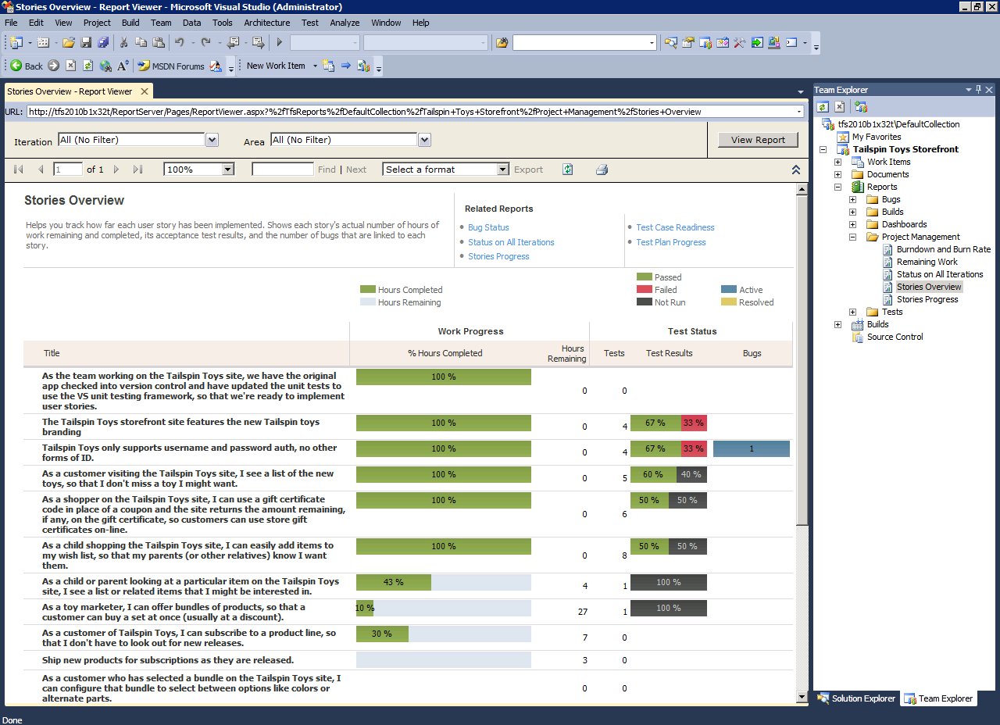 Stories Overview - Report Viewer - Microsoft Visual Studio (Administrator)
File Edit View Project Build Team Data Tools Architecture Test Analyze Window Help
Back MSDN Forums New Work Item
Stories Overview - Report Viewer
URL: http://tfs2010b1x32t/ReportServer/Pages/ReportViewer.aspx?%2fTfsReports%2fDefaultCollection%2fTailspin+Toys+Storefront%2fProject+Management%2fStories+Overview
Iteration All (No Filter) Area All (No Filter) View Report
1 of 1 100% Find | Next Select a format Export
Stories Overview
Helps you track how far each user story has been implemented. Shows each story's actual number of hours of
work remaining and completed, its acceptance test results, and the number of bugs that are linked to each
story.
Related Reports
Bug Status
Status on All Iterations
Stories Progress
Test Case Readiness
Test Plan Progress
Hours Completed
Hours Remaining
Passed
Failed
Not Run
Active
Resolved
Work Progress Test Status
Title % Hours Completed Hours
Remaining Tests Test Results Bugs
As the team working on the Tailspin Toys site, we have the original
app checked into version control and have updated the unit tests to
use the VS unit testing framework, so that we're ready to implement
user stories.
100 % 0 0
The Tailspin Toys storefront site features the new Tailspin toys
branding
100 % 0 4 67 % 33 %
Tailspin Toys only supports username and password auth, no other
forms of ID.
100 % 0 4 67 % 33 % 1
As a customer visiting the Tailspin Toys site, I see a list of the new
toys, so that I don't miss a toy I might want.
100 % 0 5 60 % 40 %
As a shopper on the Tailspin Toys site, I can use a gift certificate
code in place of a coupon and the site returns the amount remaining,
if any, on the gift certificate, so customers can use store gift
certificates on-line.
100 % 0 6 50 % 50 %
As a child shopping the Tailspin Toys site, I can easily add items to
my wish list, so that my parents (or other relatives) know I want
them.
100 % 0 8 50 % 50 %
As a child or parent looking at a particular item on the Tailspin Toys
site, I see a list or related items that I might be interested in.
43 % 4 1 100 %
As a toy marketer, I can offer bundles of products, so that a
customer can buy a set at once (usually at a discount).
10 % 27 1 100 %
As a customer of Tailspin Toys, I can subscribe to a product line, so
that I don't have to look out for new releases.
30 % 7 0
Ship new products for subscriptions as they are released.
3 0
As a customer who has selected a bundle on the Tailspin Toys site, I
can configure that bundle to select between options like colors or
alternate parts.
0 0
Team Explorer
tfs2010b1x32t\DefaultCollection
My Favorites
Tailspin Toys Storefront
Work Items
Documents
Reports
Bugs
Builds
Dashboards
Project Management
Burndown and Burn Rate
Remaining Work
Status on All Iterations
Stories Overview
Stories Progress
Tests
Builds
Source Control
Solution Explorer Team Explorer
Done